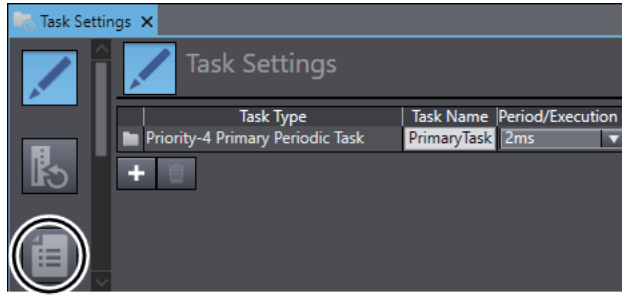 Task Settings
Task Settings
Task Type Task Name Period/Execution
Priority-4 Primary Periodic Task PrimaryTask 2ms